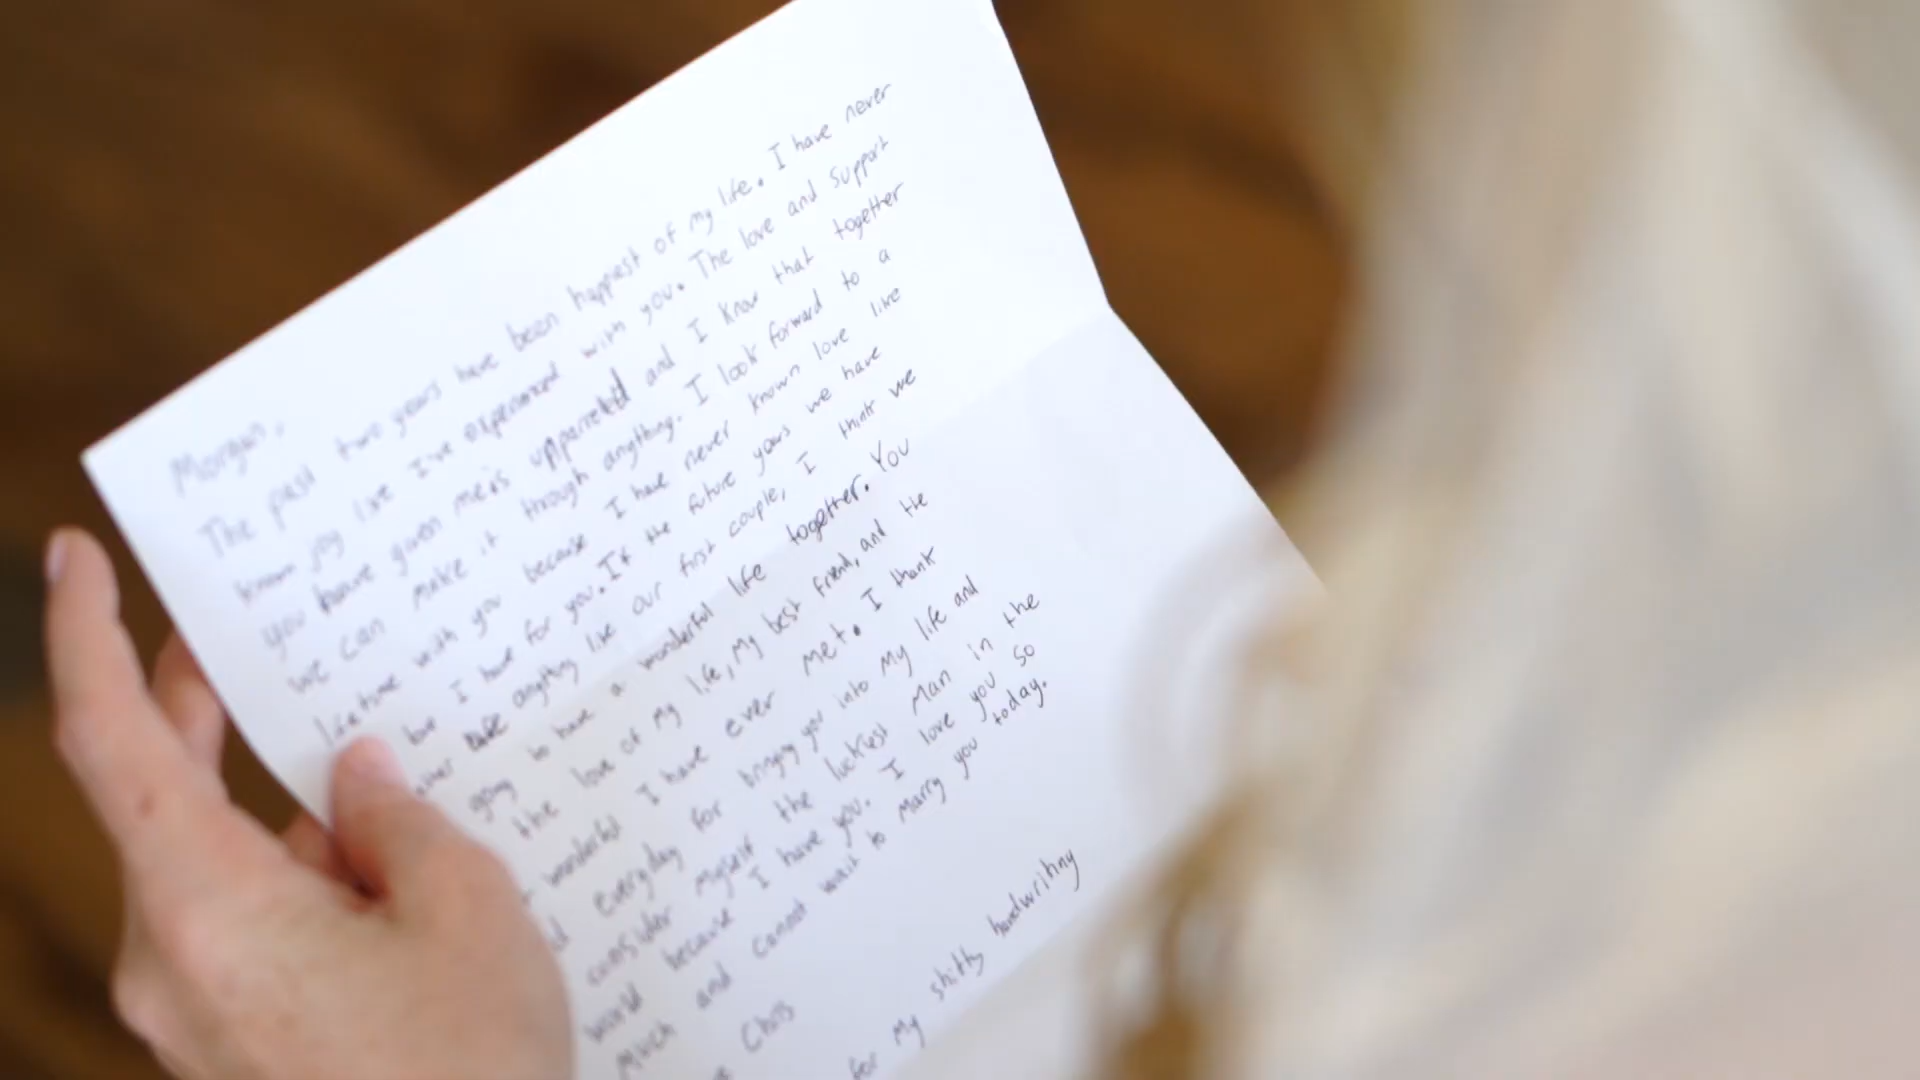 Morgan,
The past two years have been happiest of my life. I have never
known joy like I've experienced with you. The love and support
you have given me is and I know that together
we can make it through anything. I look forward to a
lifetime with you because I have never known love like
the I have for you. If the future years we have
are anything like our first couple, I think we
going to have a wonderful life together. You
the love of my life, my best friend, and the
wonderful I have ever met. I thank
everyday for bringing you into my life and
consider myself the luckiest man in the
world because I have you. I love you so
much and cannot wait to marry you today.
Chris
for my shitty handwriting